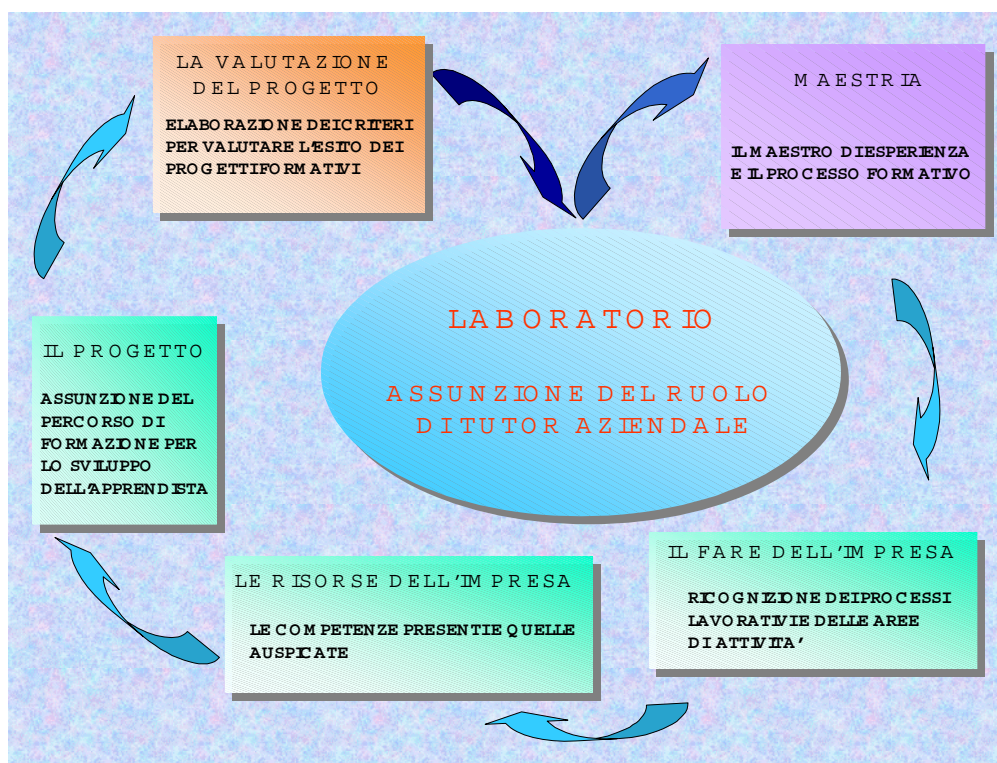 LA VALUTAZIONE
DEL PROGETTO
ELABORAZIONE DEI CRITERI
PER VALUTARE L'ESITO DEI
PROGETTI FORMATIVI
MAESTRIA
IL MAESTRO DI ESPERIENZA
E IL PROCESSO FORMATIVO
LABORATORIO
ASSUNZIONE DEL RUOLO
DI TUTOR AZIENDALE
IL PROGETTO
ASSUNZIONE DEL
PERCORSO DI
FORMAZIONE PER
LO SVILUPPO
DELL'APPRENDISTA
LE RISORSE DELL'IMPRESA
LE COMPETENZE PRESENTI E QUELLE
AUSPICATE
IL FARE DELL'IMPRESA
RICOGNIZIONE DEI PROCESSI
LAVORATIVI E DELLE AREE
DI ATTIVITA'